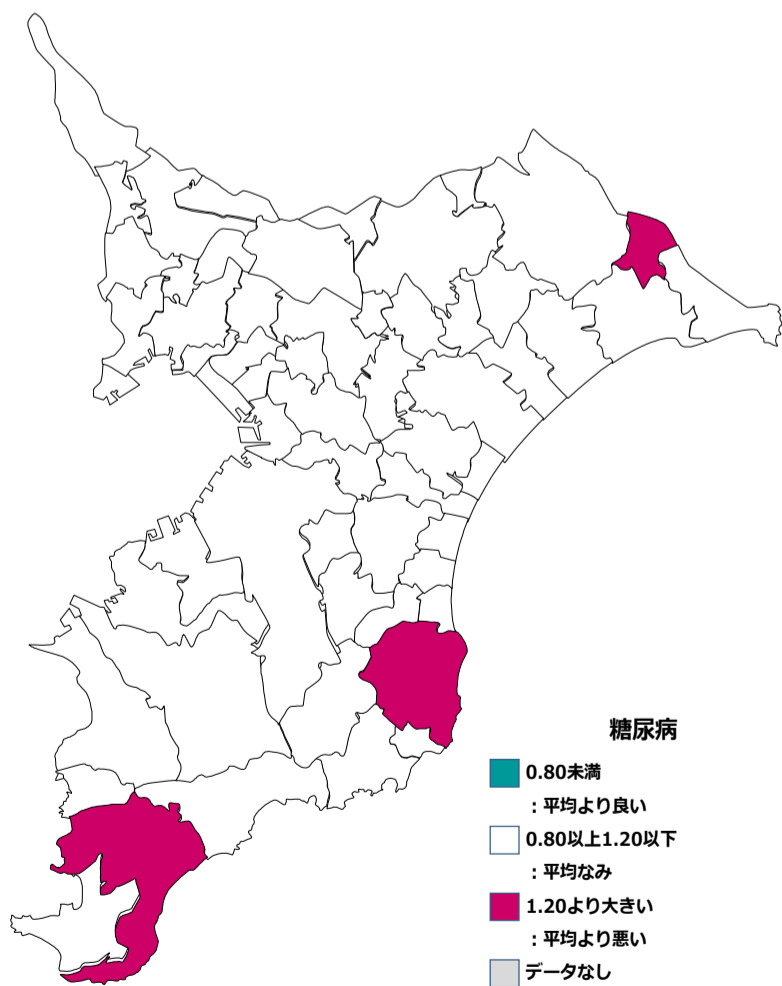 糖尿病
0.80未満
：平均より良い
0.80以上1.20以下
：平均なみ
1.20より大きい
：平均より悪い
データなし